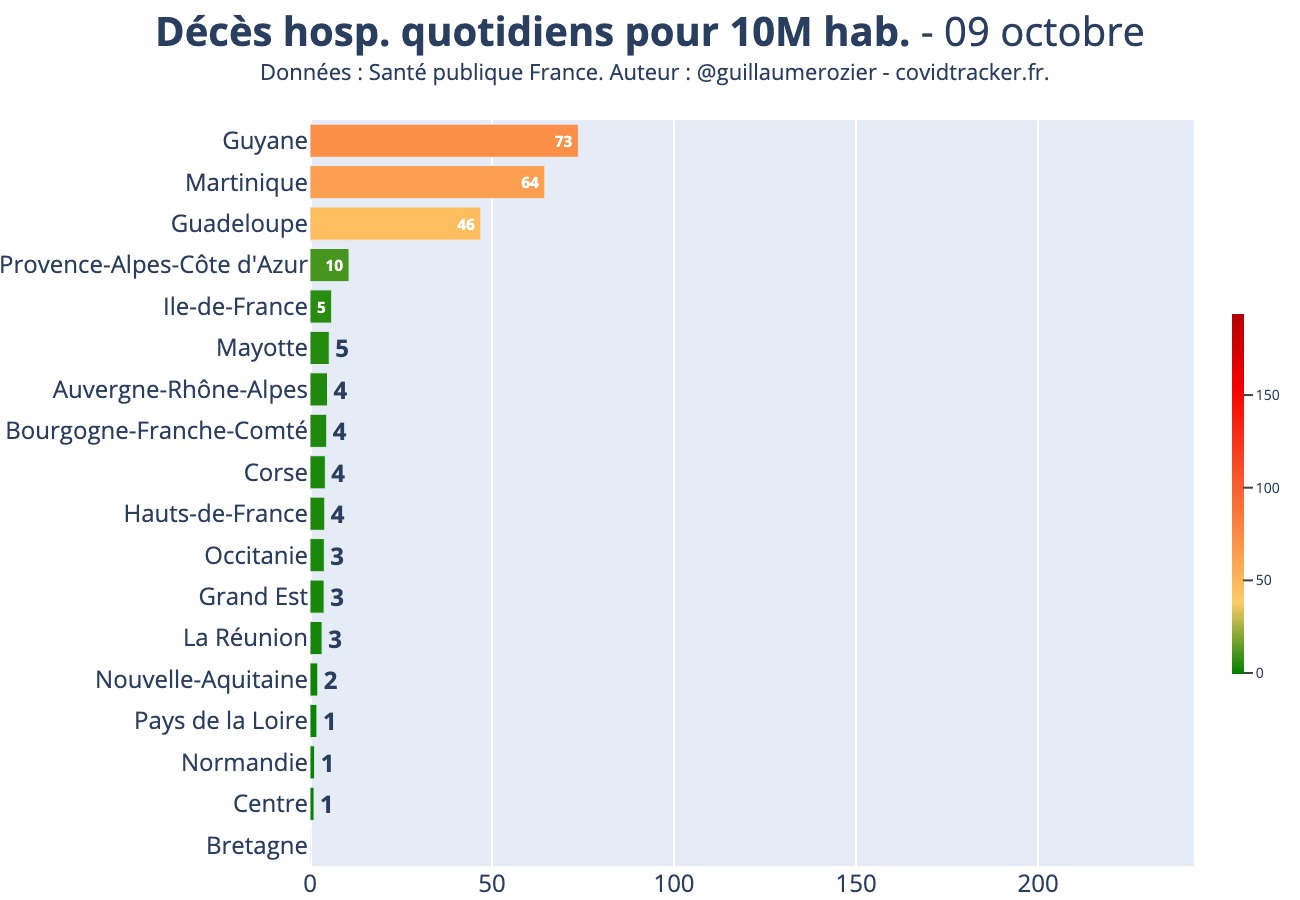 Décès hosp. quotidiens pour 10M hab. - 09 octobre
Données : Santé publique France. Auteur : @guillaumerozier - covidtracker.fr.
Guyane 73
Martinique 64
Guadeloupe 46
Provence-Alpes-Côte d'Azur 10
Ile-de-France 5
Mayotte 5
Auvergne-Rhône-Alpes 4
Bourgogne-Franche-Comté 4
Corse 4
Hauts-de-France 4
Occitanie 3
Grand Est 3
La Réunion 3
Nouvelle-Aquitaine 2
Pays de la Loire 1
Normandie 1
Centre 1
Bretagne
0 50 100 150 200
150
100
50
0